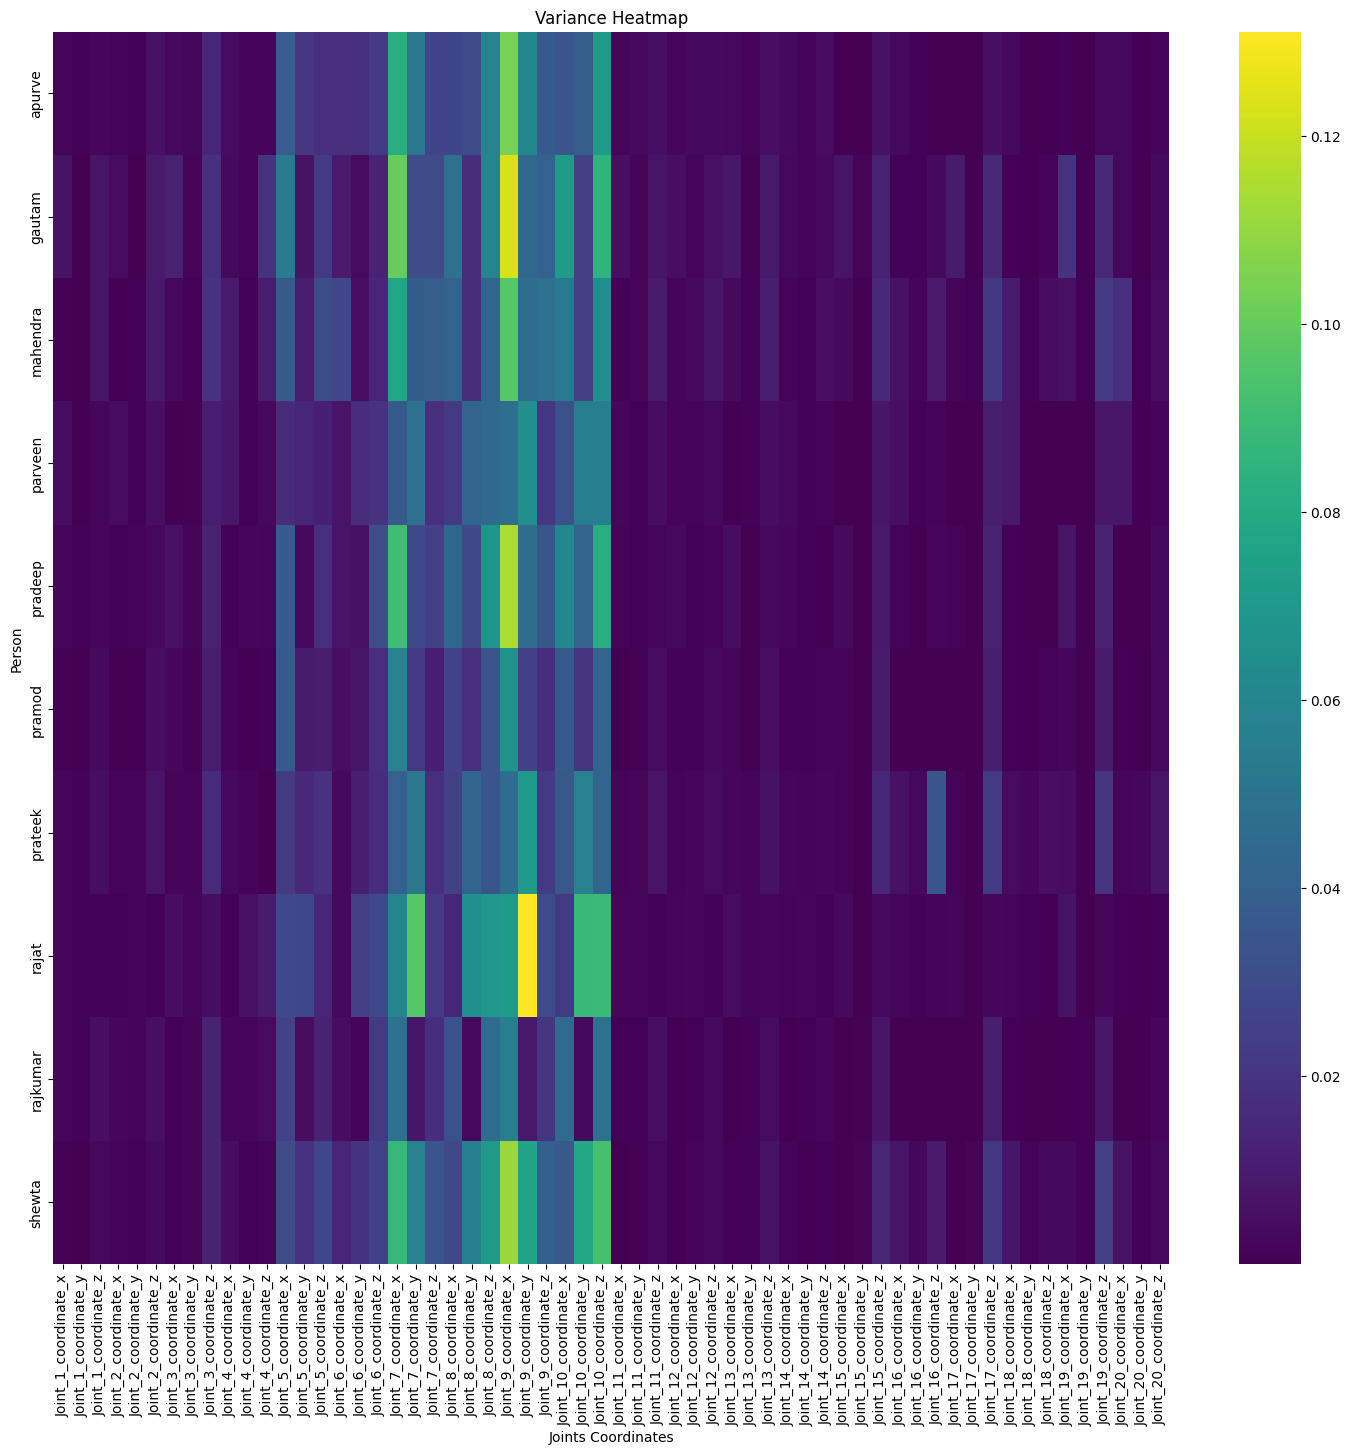 Variance Heatmap
Person
apurve
gautam
mahendra
parveen
pradeep
pramod
prateek
rajat
rajkumar
shewta
Joint_1_coordinate_x
Joint_1_coordinate_y
Joint_1_coordinate_z
Joint_2_coordinate_x
Joint_2_coordinate_y
Joint_2_coordinate_z
Joint_3_coordinate_x
Joint_3_coordinate_y
Joint_3_coordinate_z
Joint_4_coordinate_x
Joint_4_coordinate_y
Joint_4_coordinate_z
Joint_5_coordinate_x
Joint_5_coordinate_y
Joint_5_coordinate_z
Joint_6_coordinate_x
Joint_6_coordinate_y
Joint_6_coordinate_z
Joint_7_coordinate_x
Joint_7_coordinate_y
Joint_7_coordinate_z
Joint_8_coordinate_x
Joint_8_coordinate_y
Joint_8_coordinate_z
Joint_9_coordinate_x
Joint_9_coordinate_y
Joint_9_coordinate_z
Joint_10_coordinate_x
Joint_10_coordinate_y
Joint_10_coordinate_z
Joint_11_coordinate_x
Joint_11_coordinate_y
Joint_11_coordinate_z
Joint_12_coordinate_x
Joint_12_coordinate_y
Joint_12_coordinate_z
Joint_13_coordinate_x
Joint_13_coordinate_y
Joint_13_coordinate_z
Joint_14_coordinate_x
Joint_14_coordinate_y
Joint_14_coordinate_z
Joint_15_coordinate_x
Joint_15_coordinate_y
Joint_15_coordinate_z
Joint_16_coordinate_x
Joint_16_coordinate_y
Joint_16_coordinate_z
Joint_17_coordinate_x
Joint_17_coordinate_y
Joint_17_coordinate_z
Joint_18_coordinate_x
Joint_18_coordinate_y
Joint_18_coordinate_z
Joint_19_coordinate_x
Joint_19_coordinate_y
Joint_19_coordinate_z
Joint_20_coordinate_x
Joint_20_coordinate_y
Joint_20_coordinate_z
Joints Coordinates
0.12
0.10
0.08
0.06
0.04
0.02